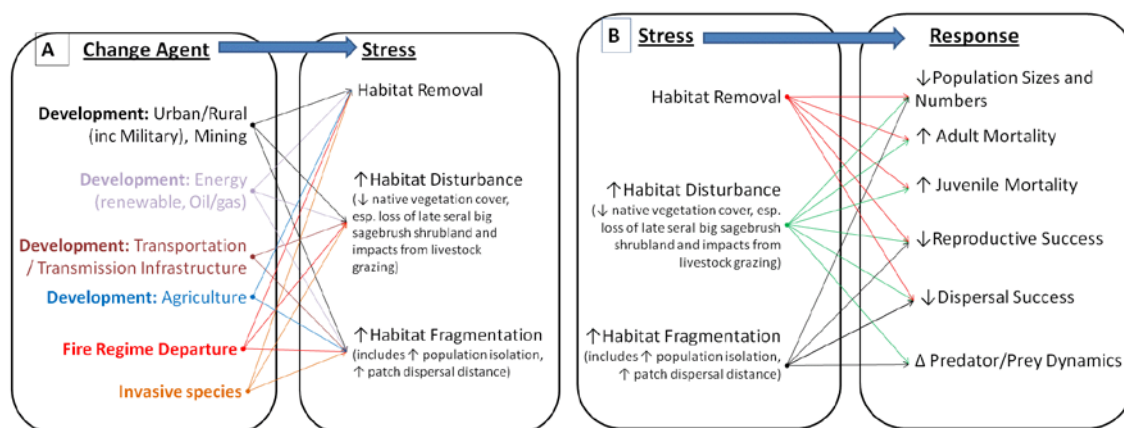 A
Change Agent
Stress
Development: Urban/Rural
(inc Military), Mining
Development: Energy
(renewable, Oil/gas)
Development: Transportation
/ Transmission Infrastructure
Development: Agriculture
Fire Regime Departure
Invasive species
Habitat Removal
↑Habitat Disturbance
(↓ native vegetation cover,
esp. loss of late seral big
sagebrush shrubland and
impacts from livestock
grazing)
↑Habitat Fragmentation
(includes ↑ population isolation,
↑ patch dispersal distance)
B
Stress
Response
Habitat Removal
↑Habitat Disturbance
(↓ native vegetation cover, esp.
loss of late seral big sagebrush
shrubland and impacts from
livestock grazing)
↑Habitat Fragmentation
(includes ↑ population isolation,
↑ patch dispersal distance)
↓Population Sizes and
Numbers
↑ Adult Mortality
↑ Juvenile Mortality
↓Reproductive Success
↓ Dispersal Success
Δ Predator/Prey Dynamics